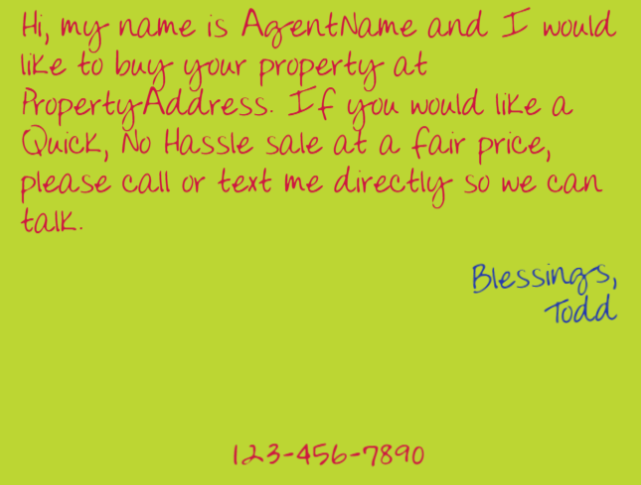 Hi, my name is AgentName and I would
like to buy your property at
PropertyAddress. If you would like a
Quick, No Hassle sale at a fair price,
please call or text me directly so we can
talk.
Blessings,
Todd
123-456-7890